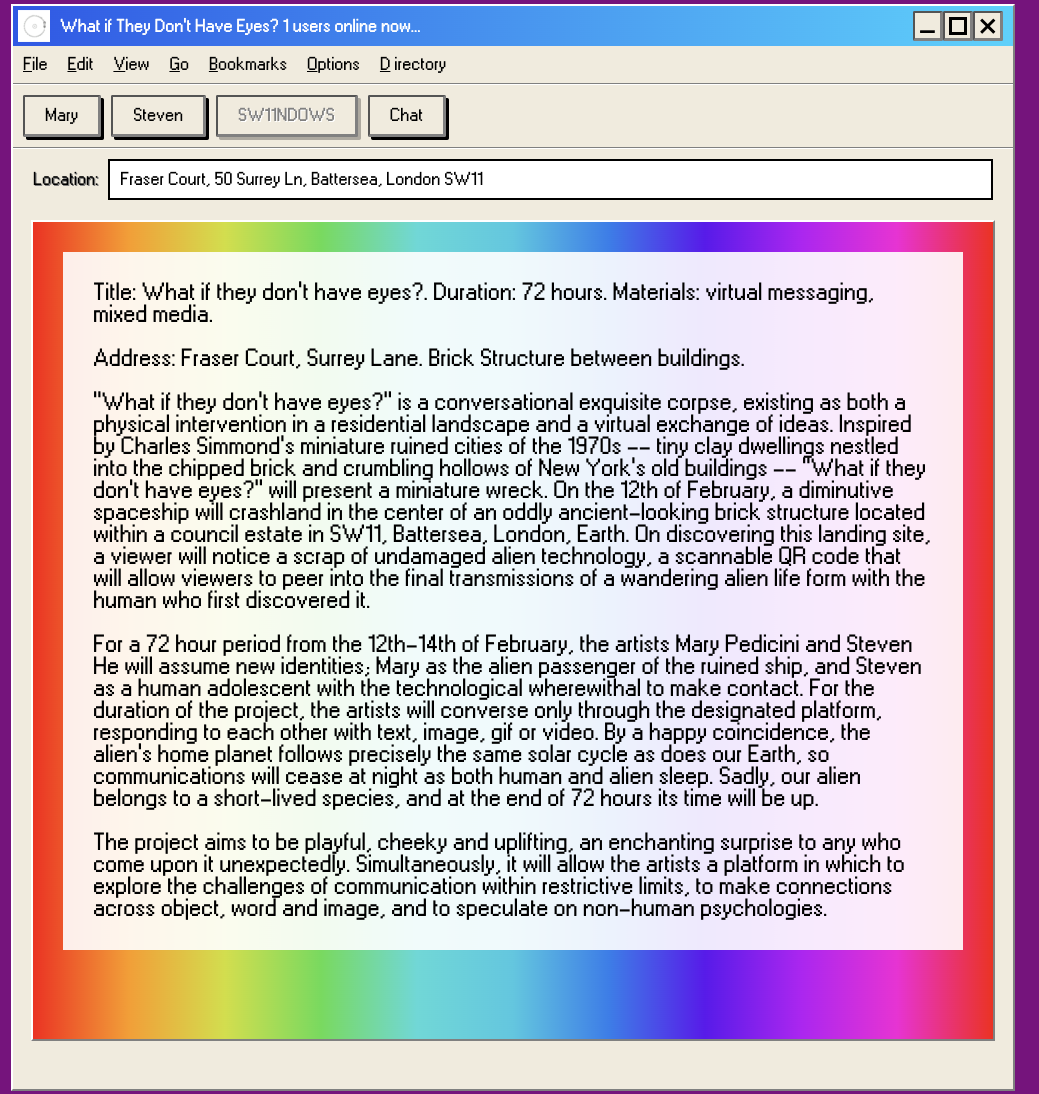 What if They Don't Have Eyes? 1 users online now...
File Edit View Go Bookmarks Options D irectory
Mary Steven SW11NDOWS Chat
Location: Fraser Court, 50 Surrey Ln, Battersea, London SW11
Title: What if they don't have eyes?. Duration: 72 hours. Materials: virtual messaging,
mixed media.
Address: Fraser Court, Surrey Lane. Brick Structure between buildings.
"What if they don't have eyes?" is a conversational exquisite corpse, existing as both a
physical intervention in a residential landscape and a virtual exchange of ideas. Inspired
by Charles Simmond's miniature ruined cities of the 1970s -- tiny clay dwellings nestled
into the chipped brick and crumbling hollows of New York's old buildings -- "What if they
don't have eyes?" will present a miniature wreck. On the 12th of February, a diminutive
spaceship will crashland in the center of an oddly ancient-looking brick structure located
within a council estate in SW11, Battersea, London, Earth. On discovering this landing site,
a viewer will notice a scrap of undamaged alien technology, a scannable QR code that
will allow viewers to peer into the final transmissions of a wandering alien life form with the
human who first discovered it.
For a 72 hour period from the 12th-14th of February, the artists Mary Pedicini and Steven
He will assume new identities; Mary as the alien passenger of the ruined ship, and Steven
as a human adolescent with the technological wherewithal to make contact. For the
duration of the project, the artists will converse only through the designated platform,
responding to each other with text, image, gif or video. By a happy coincidence, the
alien's home planet follows precisely the same solar cycle as does our Earth, so
communications will cease at night as both human and alien sleep. Sadly, our alien
belongs to a short-lived species, and at the end of 72 hours its time will be up.
The project aims to be playful, cheeky and uplifting, an enchanting surprise to any who
come upon it unexpectedly. Simultaneously, it will allow the artists a platform in which to
explore the challenges of communication within restrictive limits, to make connections
across object, word and image, and to speculate on non-human psychologies.